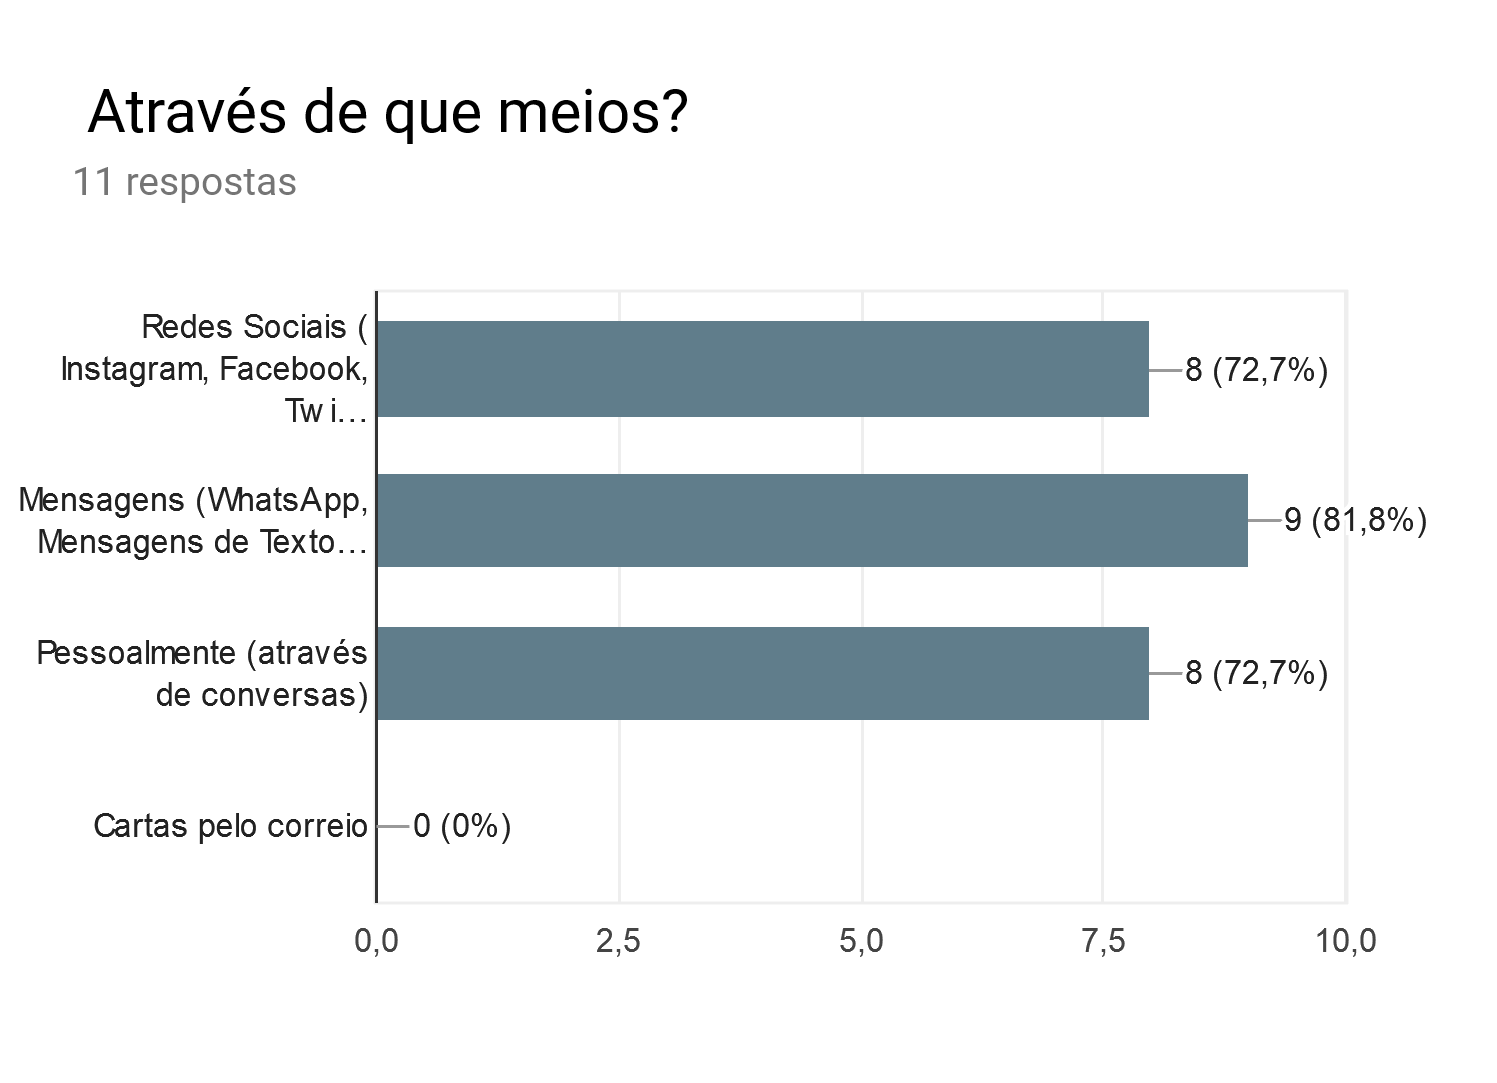 Através de que meios?
11 respostas
Redes Sociais (
Instagram, Facebook,
Twi…
8 (72,7%)
Mensagens (WhatsApp,
Mensagens de Texto…
9 (81,8%)
Pessoalmente (através
de conversas)
8 (72,7%)
Cartas pelo correio
0 (0%)
0,0 2,5 5,0 7,5 10,0